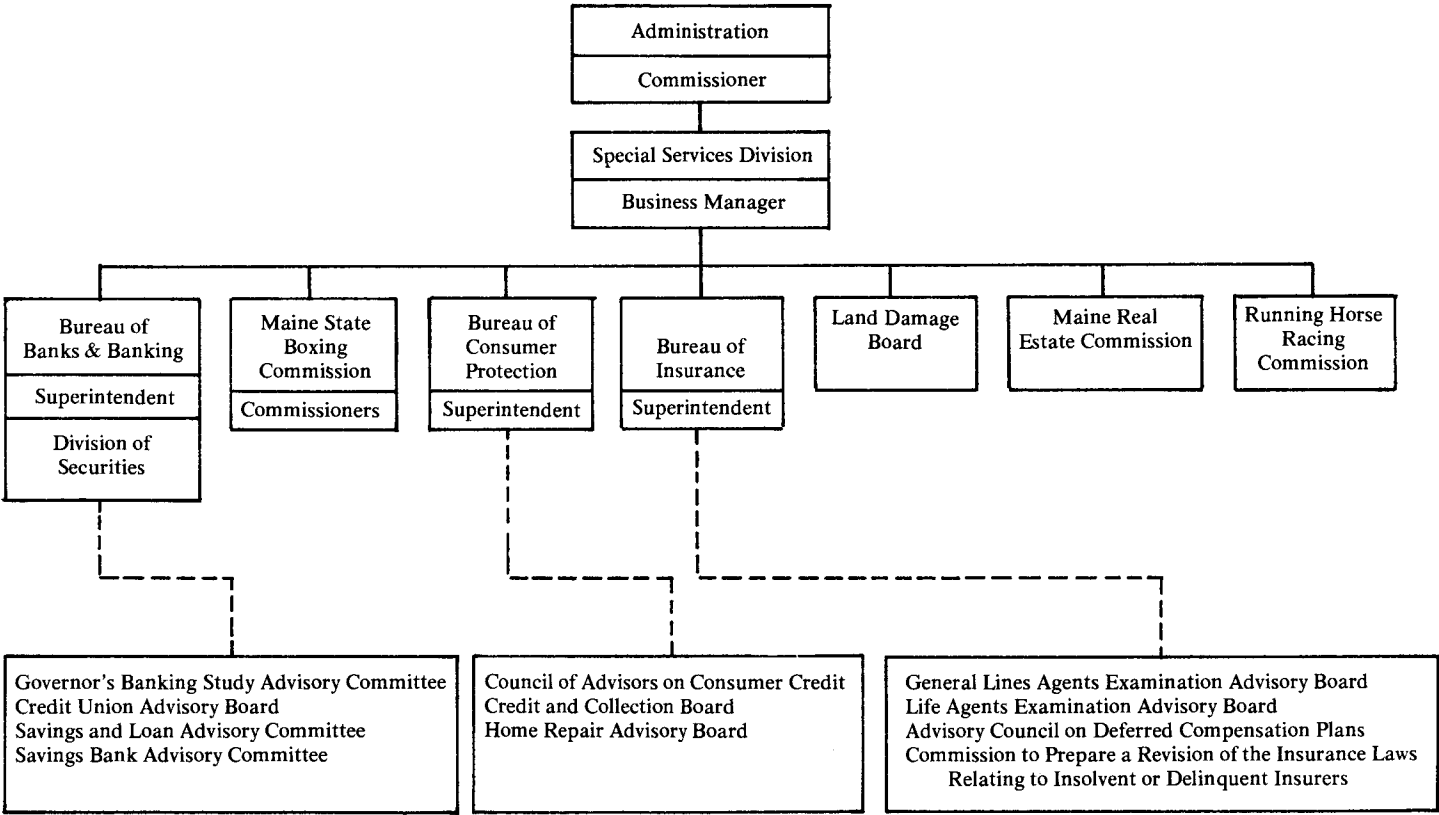 Administration
Commissioner
Special Services Division
Business Manager
Bureau of
Banks & Banking
Superintendent
Division of
Securities
Maine State
Boxing
Commission
Commissioners
Bureau of
Consumer
Protection
Superintendent
Bureau of
Insurance
Superintendent
Land Damage
Board
Maine Real
Estate Commission
Running Horse
Racing
Commission
Governor's Banking Study Advisory Committee
Credit Union Advisory Board
Savings and Loan Advisory Committee
Savings Bank Advisory Committee
Council of Advisors on Consumer Credit
Credit and Collection Board
Home Repair Advisory Board
General Lines Agents Examination Advisory Board
Life Agents Examination Advisory Board
Advisory Council on Deferred Compensation Plans
Commission to Prepare a Revision of the Insurance Laws
Relating to Insolvent or Delinquent Insurers